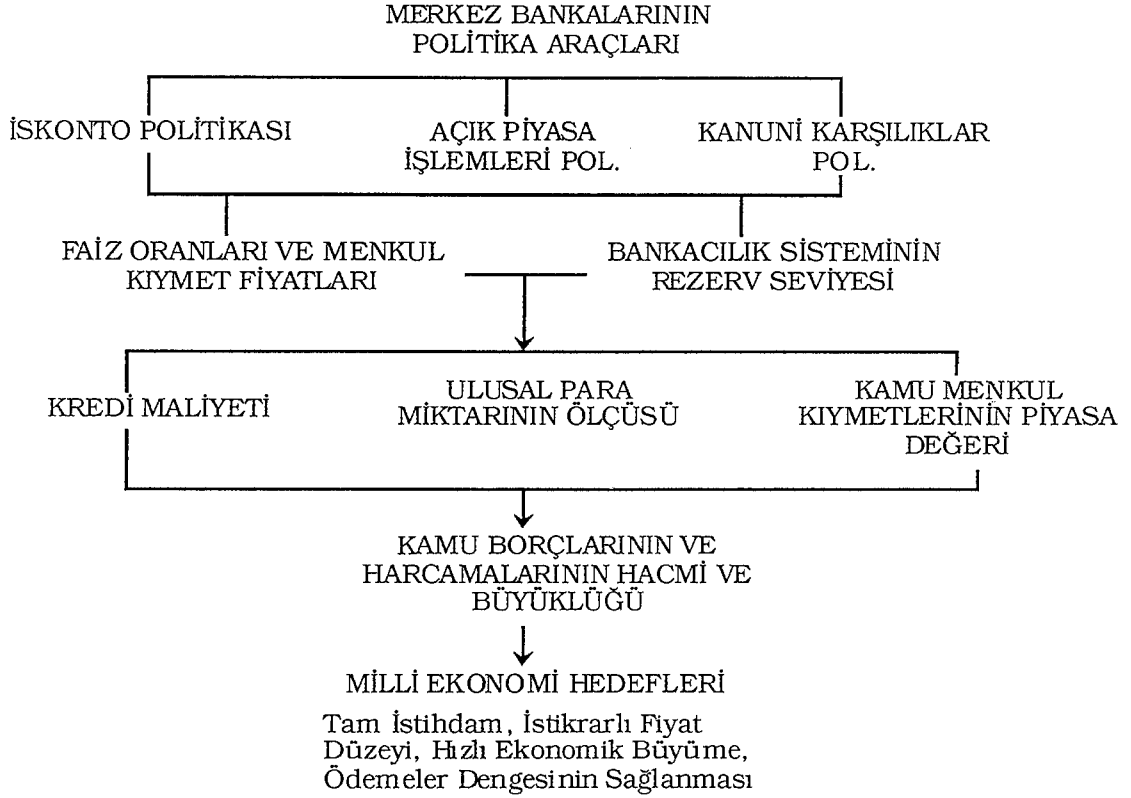 MERKEZ BANKALARININ
POLİTİKA ARAÇLARI
İSKONTO POLİTİKASI
AÇIK PİYASA
İŞLEMLERİ POL.
KANUNİ KARŞILIKLAR
POL.
FAİZ ORANLARI VE MENKUL
KIYMET FİYATLARI
BANKACILIK SİSTEMİNİN
REZERV SEVİYESİ
KREDİ MALİYETİ
ULUSAL PARA
MİKTARININ ÖLÇÜSÜ
KAMU MENKUL
KIYMETLERİNİN PİYASA
DEĞERİ
KAMU BORÇLARININ VE
HARCAMALARININ HACMİ VE
BÜYÜKLÜĞÜ
MİLLİ EKONOMİ HEDEFLERİ
Tam İstihdam, İstikrarlı Fiyat
Düzeyi, Hızlı Ekonomik Büyüme,
Ödemeler Dengesinin Sağlanması